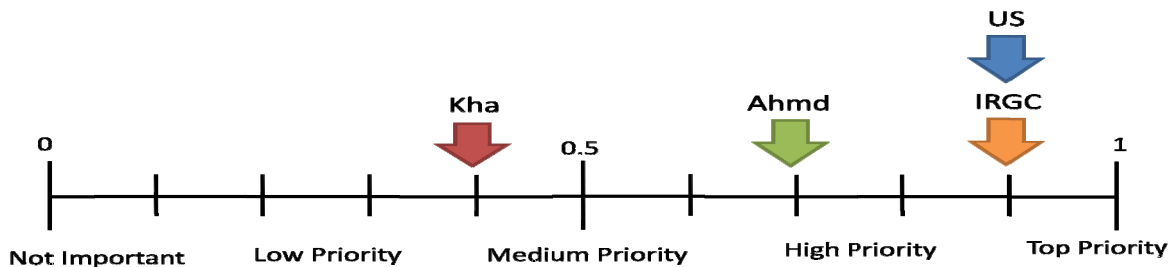 US
Kha
Ahmd
IRGC
0
0.5
1
Not Important
Low Priority
Medium Priority
High Priority
Top Priority